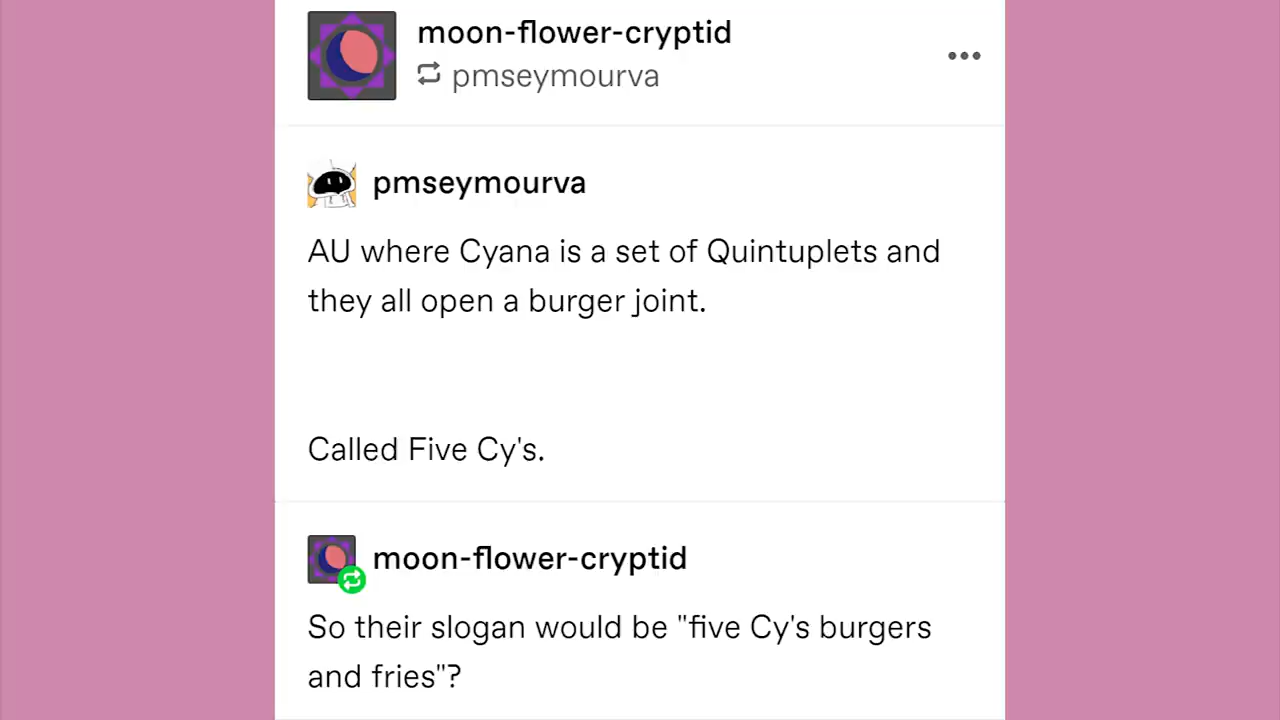 moon-flower-cryptid
pmseymourva
pmseymourva
AU where Cyana is a set of Quintuplets and
they all open a burger joint.
Called Five Cy's.
moon-flower-cryptid
So their slogan would be "five Cy's burgers
and fries"?